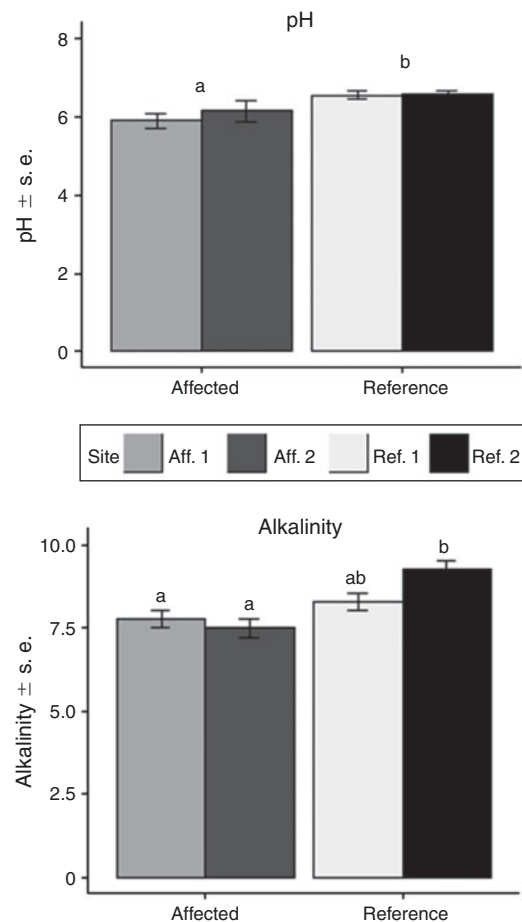 pH
8
a
b
6
4
2
0
pH ± s. e.
Affected Reference
Site Aff. 1 Aff. 2 Ref. 1 Ref. 2
Alkalinity
10.0
b
a a ab
7.5
5.0
2.5
0
Alkalinity ± s. e.
Affected Reference